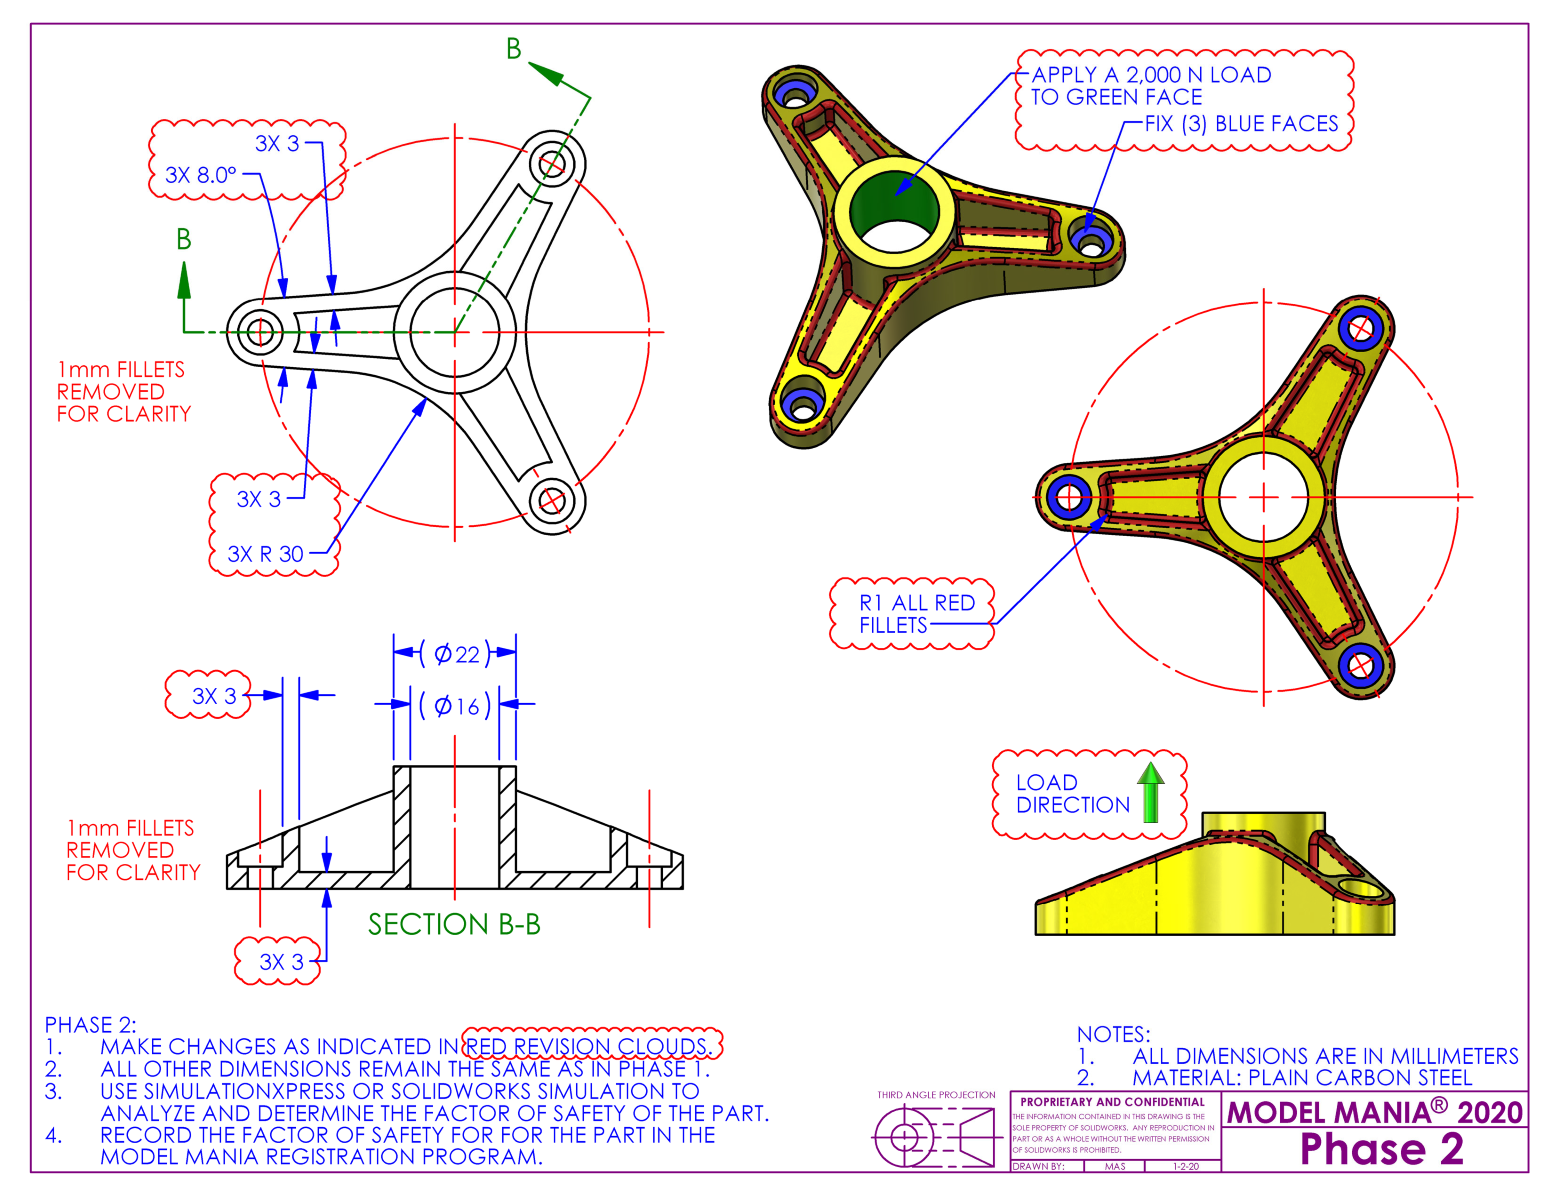 B
APPLY A 2,000 N LOAD
TO GREEN FACE
FIX (3) BLUE FACES
3X 3
3X 8.0°
B
1mm FILLETS
REMOVED
FOR CLARITY
3X 3
3X R 30
R1 ALL RED
FILLETS
( Ø22 )
3X 3
( Ø16 )
LOAD
DIRECTION
1mm FILLETS
REMOVED
FOR CLARITY
SECTION B-B
3X 3
PHASE 2:
1. MAKE CHANGES AS INDICATED IN RED REVISION CLOUDS.
2. ALL OTHER DIMENSIONS REMAIN THE SAME AS IN PHASE 1.
3. USE SIMULATIONXPRESS OR SOLIDWORKS SIMULATION TO
ANALYZE AND DETERMINE THE FACTOR OF SAFETY OF THE PART.
4. RECORD THE FACTOR OF SAFETY FOR FOR THE PART IN THE
MODEL MANIA REGISTRATION PROGRAM.
NOTES:
1. ALL DIMENSIONS ARE IN MILLIMETERS
2. MATERIAL: PLAIN CARBON STEEL
THIRD ANGLE PROJECTION
PROPRIETARY AND CONFIDENTIAL
THE INFORMATION CONTAINED IN THIS DRAWING IS THE
SOLE PROPERTY OF SOLIDWORKS. ANY REPRODUCTION IN
PART OR AS A WHOLE WITHOUT THE WRITTEN PERMISSION
OF SOLIDWORKS IS PROHIBITED.
DRAWN BY: MAS 1-2-20
MODEL MANIA® 2020
Phase 2